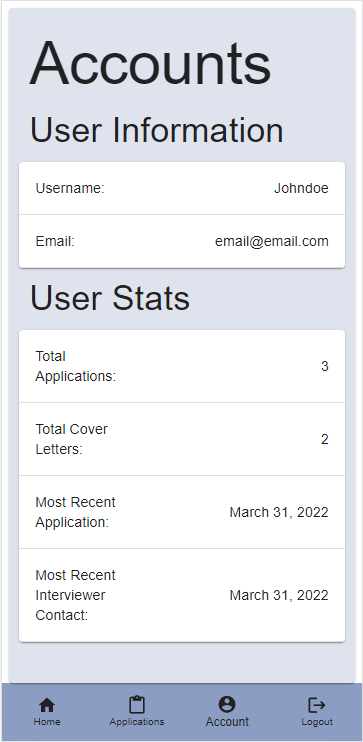 Accounts
User Information
Username: Johndoe
Email: email@email.com
User Stats
Total
Applications: 3
Total Cover
Letters: 2
Most Recent
Application: March 31, 2022
Most Recent
Interviewer March 31, 2022
Contact:
Home Applications Account Logout